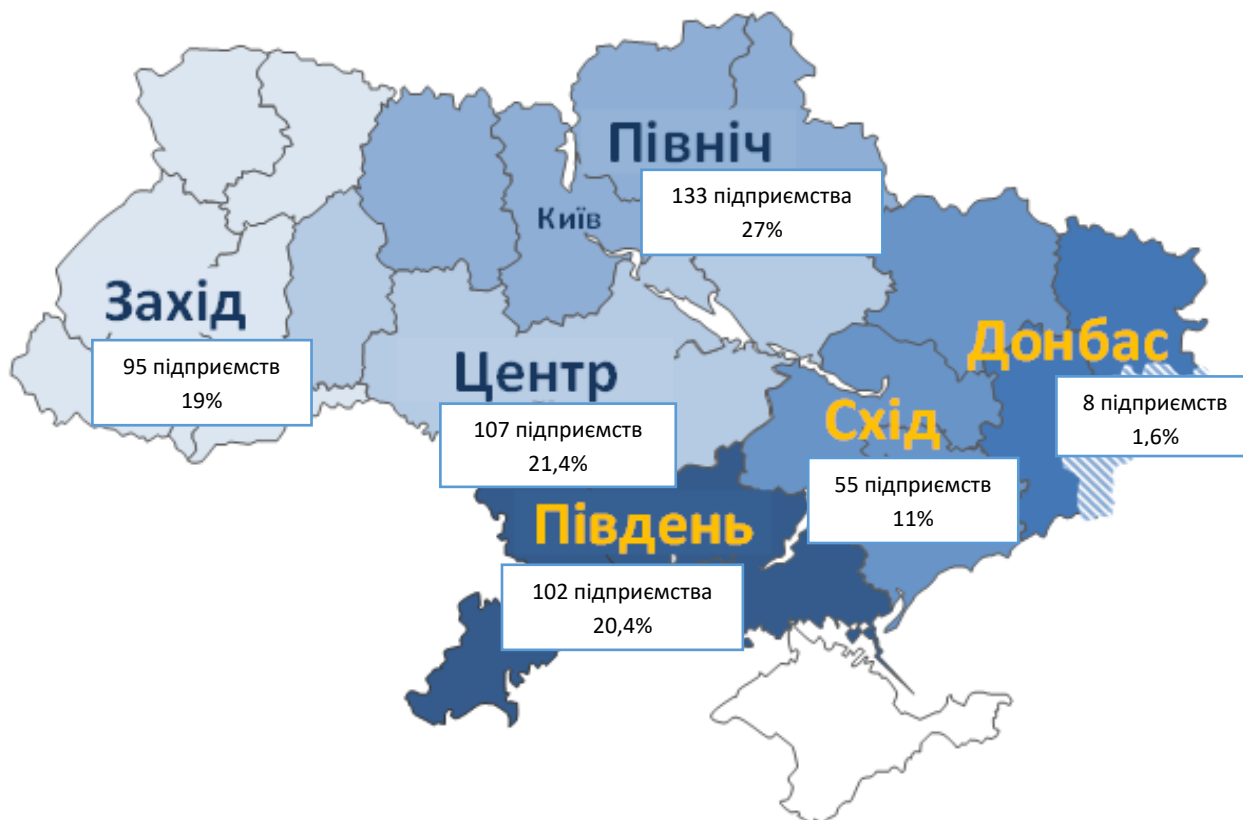 Північ
133 підприємства
27%
Київ
Захід
95 підприємств
19%
Центр
107 підприємств
21,4%
Донбас
8 підприємств
1,6%
Схід
55 підприємств
11%
Південь
102 підприємства
20,4%